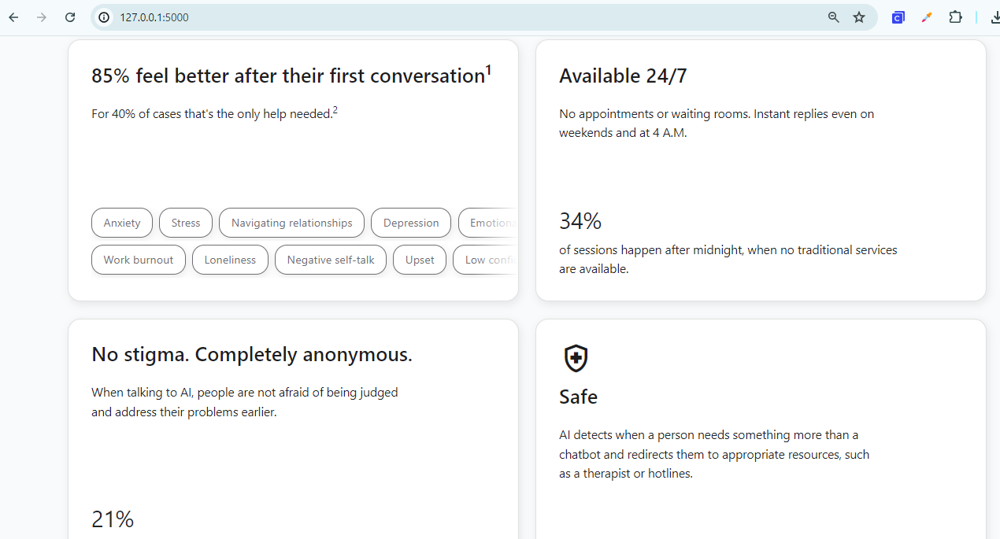 127.0.0.1:5000
85% feel better after their first conversation1
For 40% of cases that's the only help needed.2
Anxiety
Stress
Navigating relationships
Depression
Emotiona
Work burnout
Loneliness
Negative self-talk
Upset
Low confi
Available 24/7
No appointments or waiting rooms. Instant replies even on
weekends and at 4 A.M.
34%
of sessions happen after midnight, when no traditional services
are available.
No stigma. Completely anonymous.
When talking to AI, people are not afraid of being judged
and address their problems earlier.
21%
Safe
AI detects when a person needs something more than a
chatbot and redirects them to appropriate resources, such
as a therapist or hotlines.